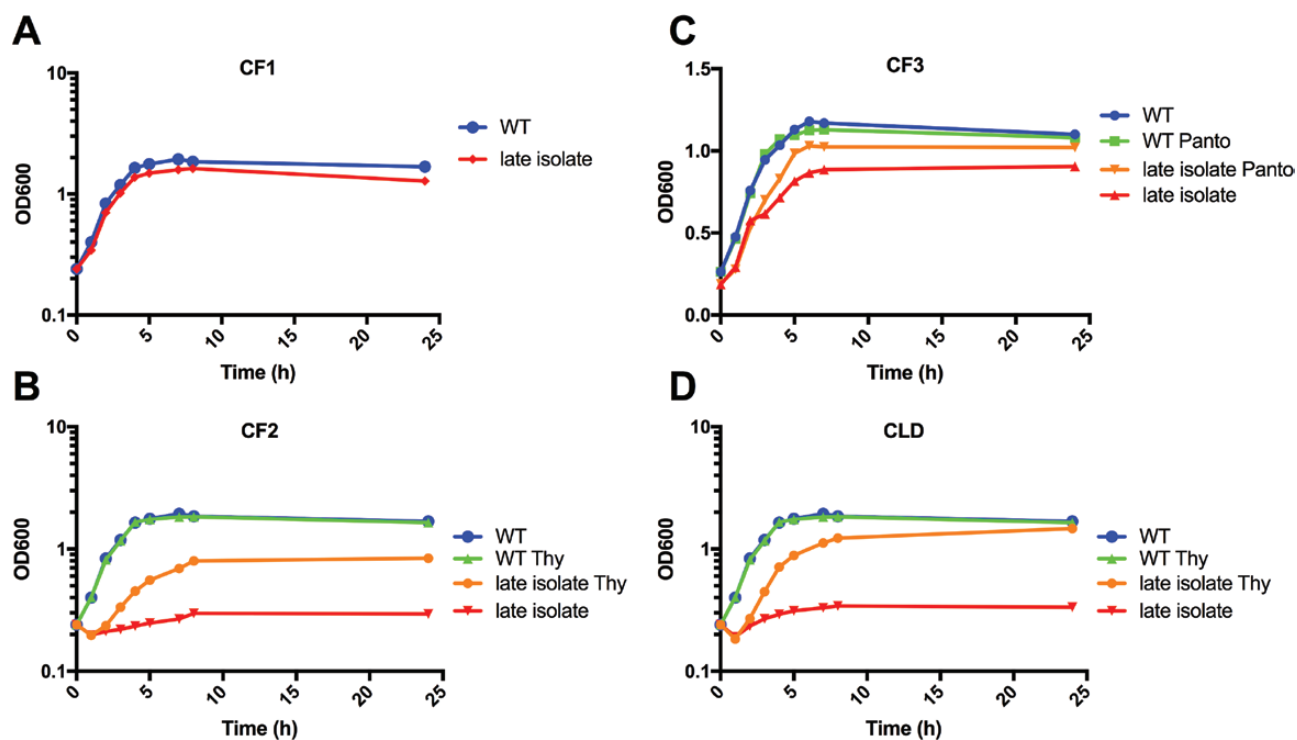 A
CF1
10
1
0.1
OD600
0
5
10
15
20
25
Time (h)
WT
late isolate
C
CF3
1.5
1.0
0.5
0.0
OD600
0
5
10
15
20
25
Time (h)
WT
WT Panto
late isolate Panto
late isolate
B
CF2
10
1
0.1
OD600
0
5
10
15
20
25
Time (h)
WT
WT Thy
late isolate Thy
late isolate
D
CLD
10
1
0.1
OD600
0
5
10
15
20
25
Time (h)
WT
WT Thy
late isolate Thy
late isolate